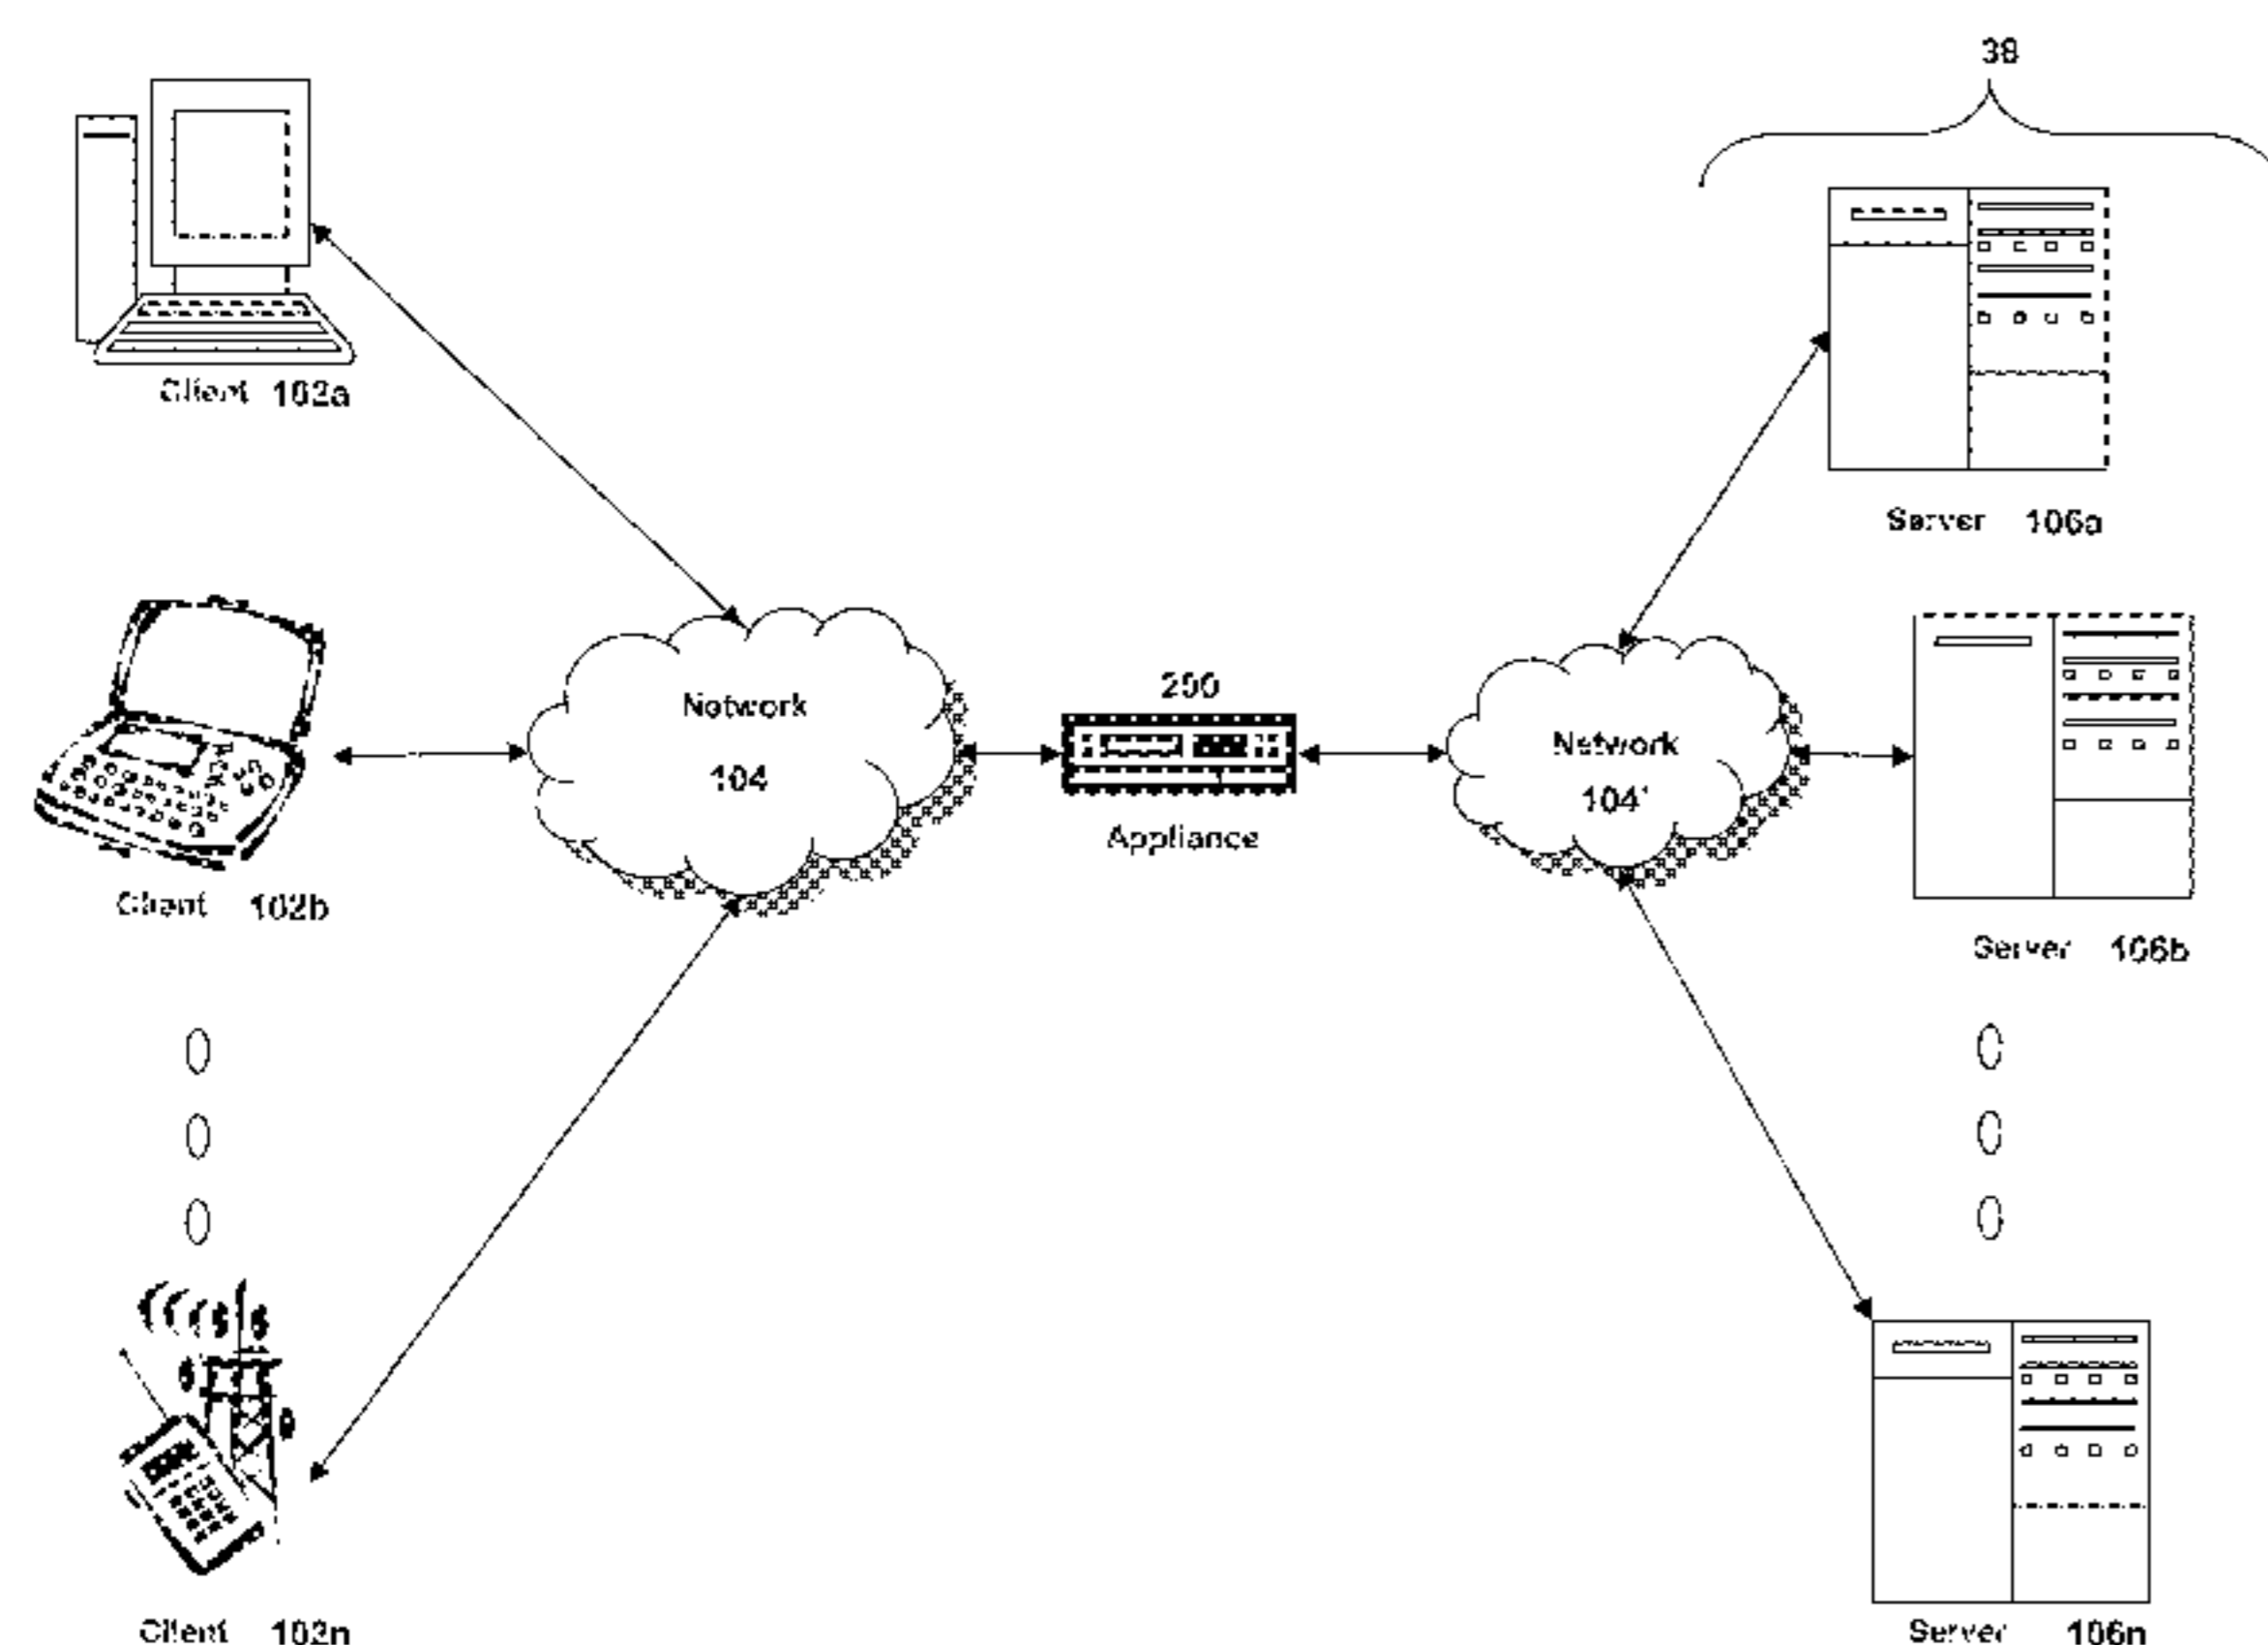 38
Client 102a
Server 106a
Network
104
200
Appliance
Network
104'
Client 102b
Server 106b
Client 102n
Server 106n